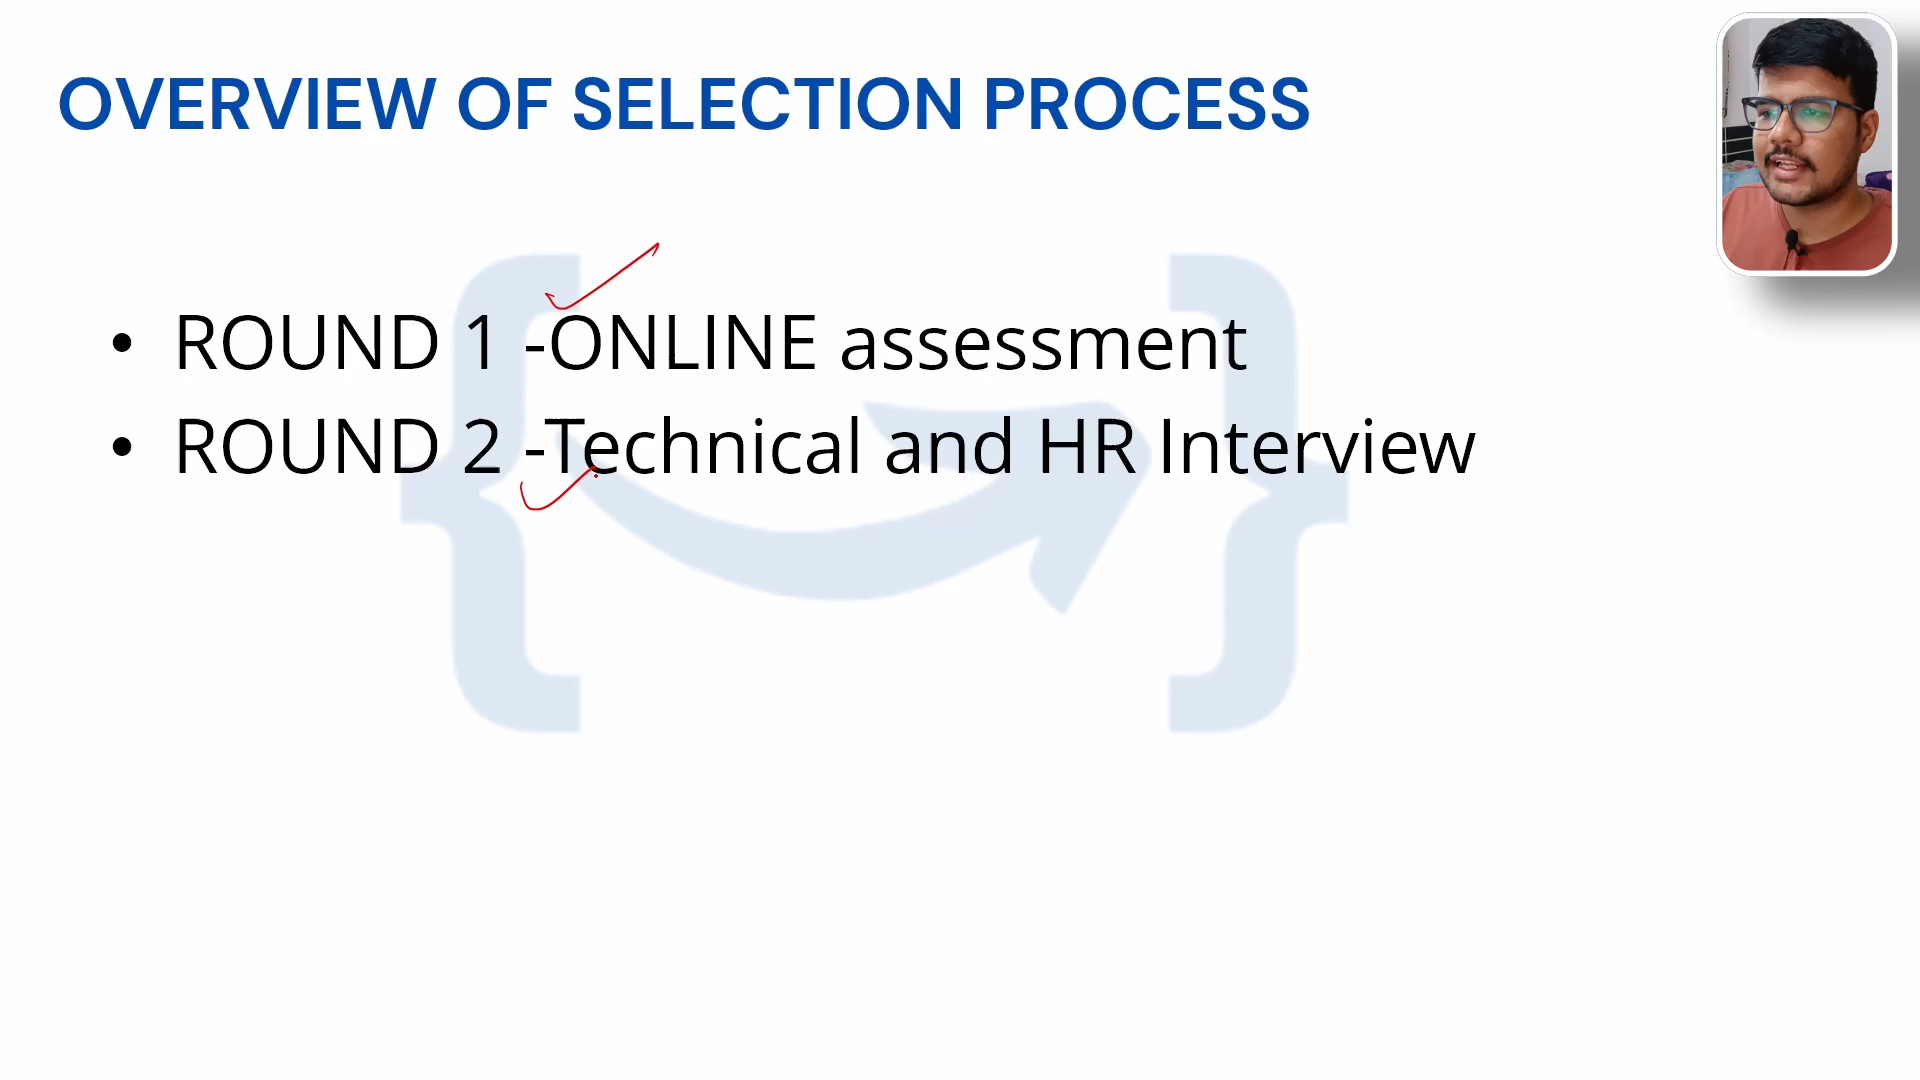 OVERVIEW OF SELECTION PROCESS
• ROUND 1 -ONLINE assessment
• ROUND 2 -Technical and HR Interview